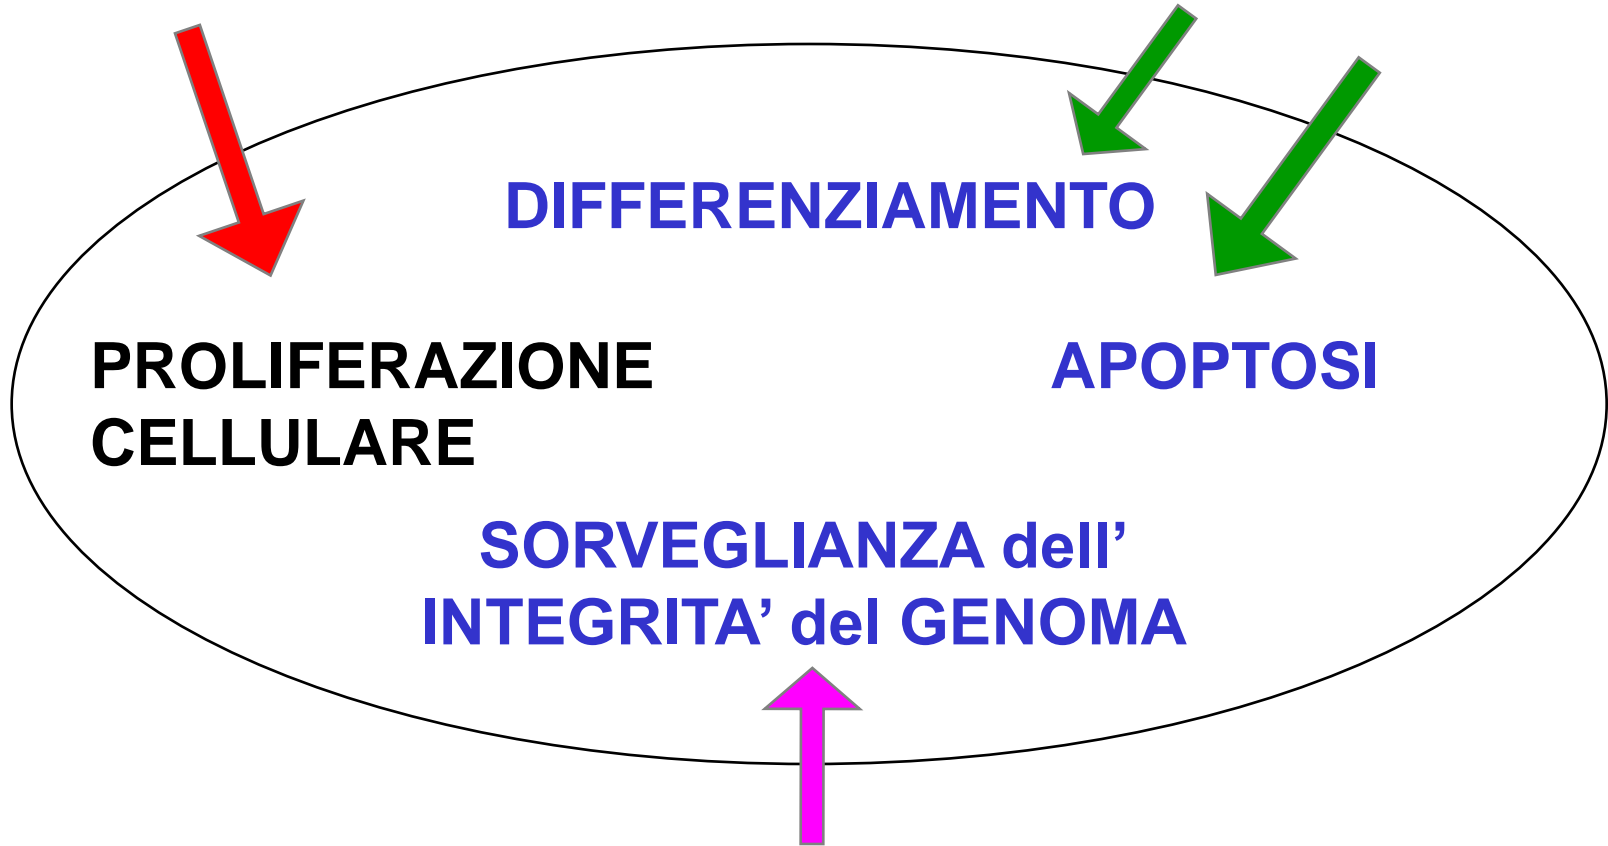 DIFFERENZIAMENTO
PROLIFERAZIONE
CELLULARE
APOPTOSI
SORVEGLIANZA dell’
INTEGRITA’ del GENOMA